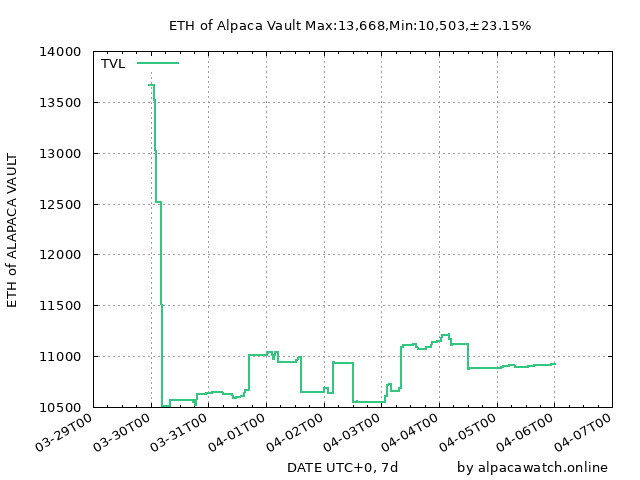 ETH of Alpaca Vault Max:13,668,Min:10,503,±23.15%
TVL
14000
13500
13000
12500
12000
11500
11000
10500
ETH of ALAPACA VAULT
03-29T00
03-30T00
03-31T00
04-01T00
04-02T00
04-03T00
04-04T00
04-05T00
04-06T00
04-07T00
DATE UTC+0, 7d
by alpacawatch.online